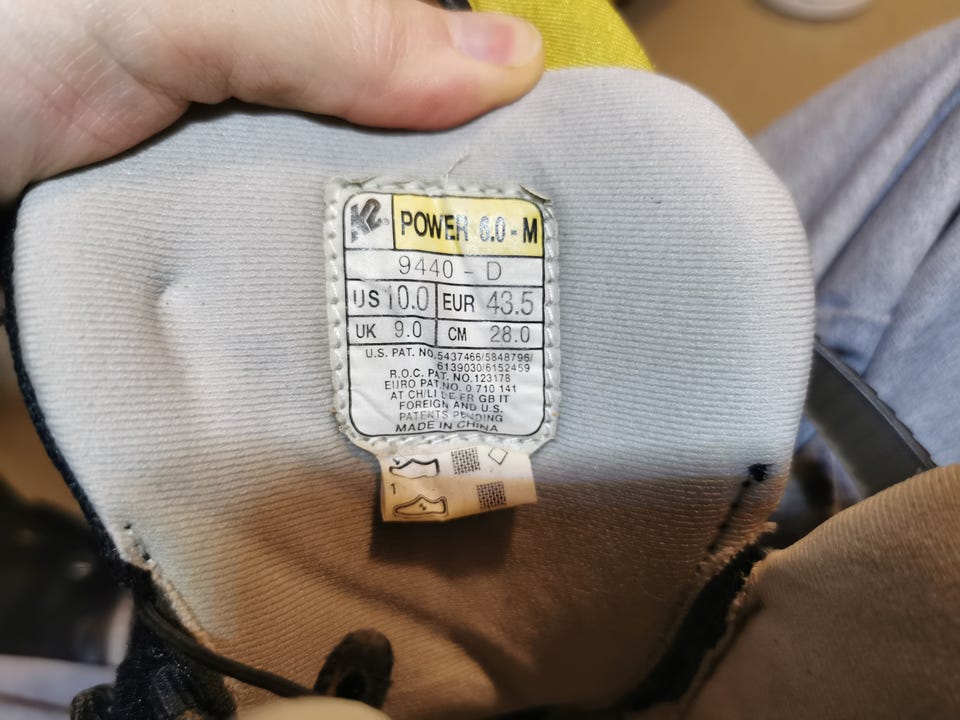 K2 POWER 6.0 - M
9440 - D
US 10.0 EUR 43.5
UK 9.0 CM 28.0
U.S. PAT. NO.5437466/5848796/
6139030/6152459
R.O.C. PAT. NO.123178
EURO PAT.NO. 0 710 141
AT CH/LI DE FR GB IT
FOREIGN AND U.S.
PATENTS PENDING
MADE IN CHINA
1